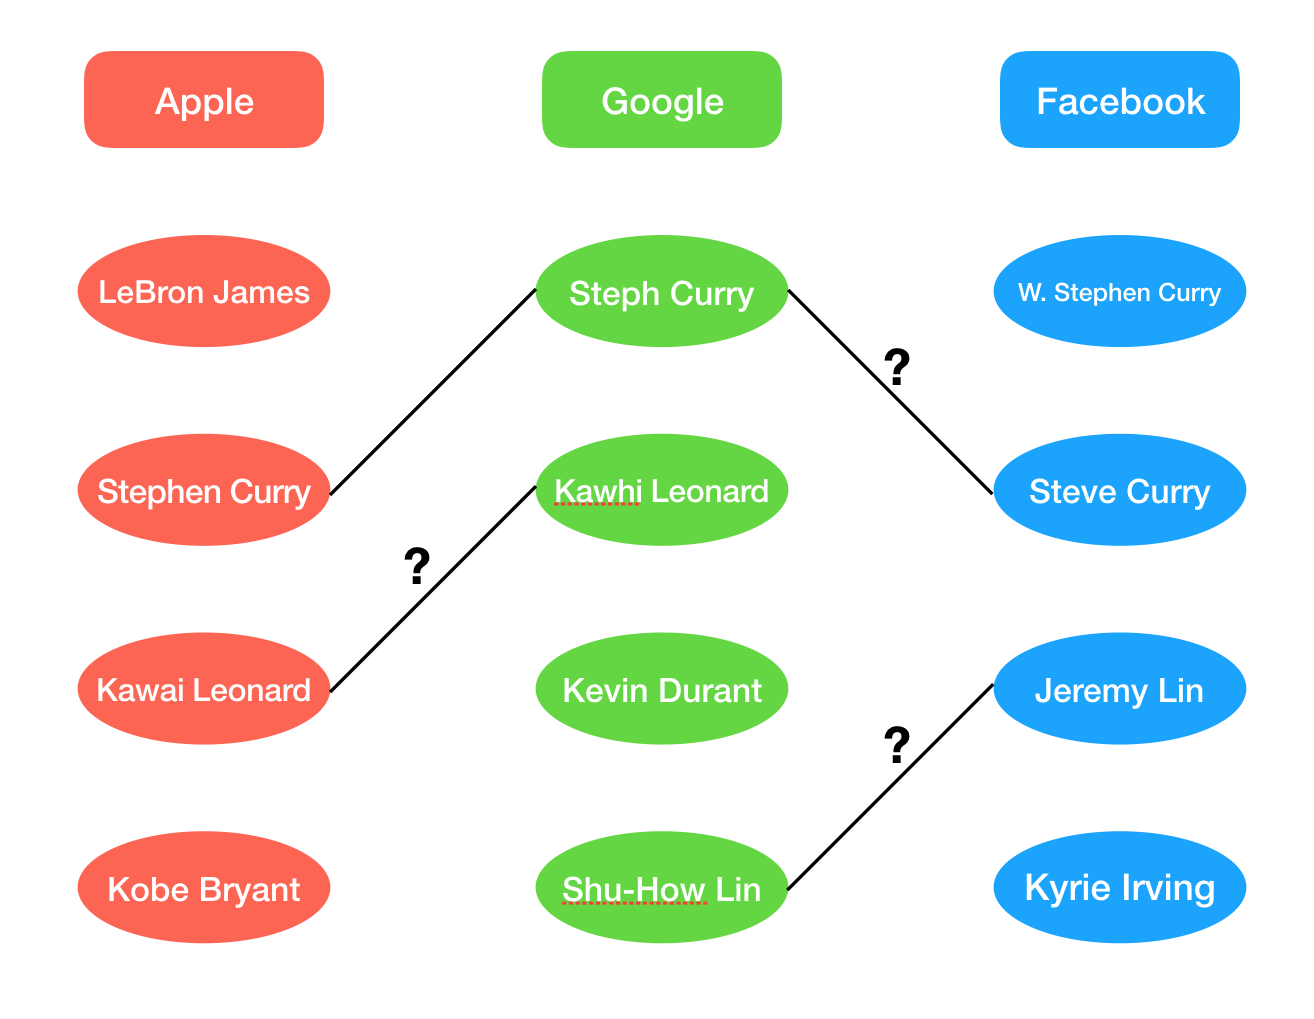 Apple
Google
Facebook
LeBron James
Steph Curry
W. Stephen Curry
?
Stephen Curry
Kawhi Leonard
Steve Curry
?
Kawai Leonard
Kevin Durant
Jeremy Lin
?
Kobe Bryant
Shu-How Lin
Kyrie Irving